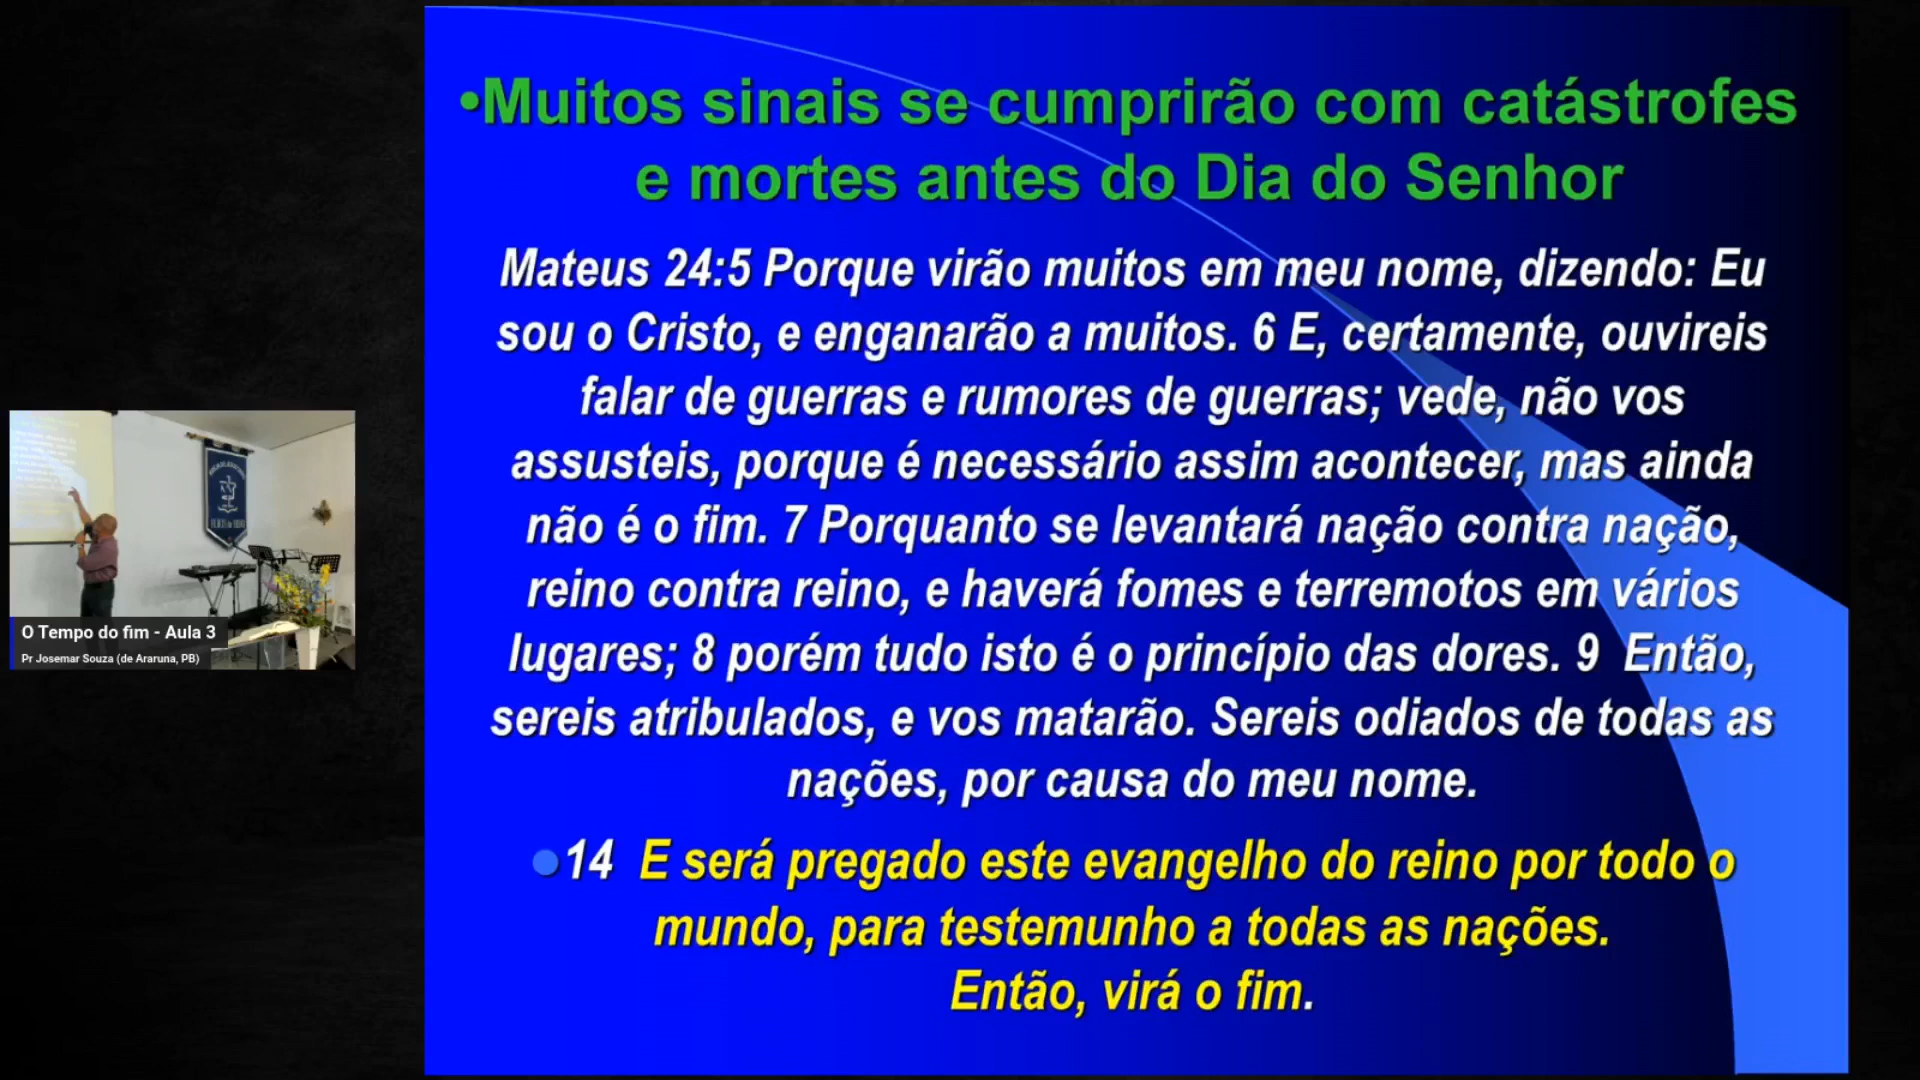 •Muitos sinais se cumprirão com catástrofes
e mortes antes do Dia do Senhor
Mateus 24:5 Porque virão muitos em meu nome, dizendo: Eu
sou o Cristo, e enganarão a muitos. 6 E, certamente, ouvireis
falar de guerras e rumores de guerras; vede, não vos
assusteis, porque é necessário assim acontecer, mas ainda
não é o fim. 7 Porquanto se levantará nação contra nação,
reino contra reino, e haverá fomes e terremotos em vários
lugares; 8 porém tudo isto é o princípio das dores. 9 Então,
sereis atribulados, e vos matarão. Sereis odiados de todas as
nações, por causa do meu nome.
●14 E será pregado este evangelho do reino por todo o
mundo, para testemunho a todas as nações.
Então, virá o fim.
O Tempo do fim - Aula 3
Pr Josemar Souza (de Araruna, PB)